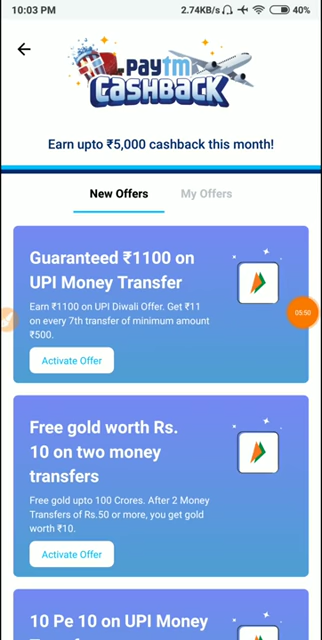 10:03 PM
2.74KB/s
40%
paytm
CASHBACK
Earn upto ₹5,000 cashback this month!
New Offers
My Offers
Guaranteed ₹1100 on
UPI Money Transfer
Earn ₹1100 on UPI Diwali Offer. Get ₹11
on every 7th transfer of minimum amount
₹500.
Activate Offer
05:50
Free gold worth Rs.
10 on two money
transfers
Free gold upto 100 Crores. After 2 Money
Transfers of Rs.50 or more, you get gold
worth ₹10.
Activate Offer
10 Pe 10 on UPI Money